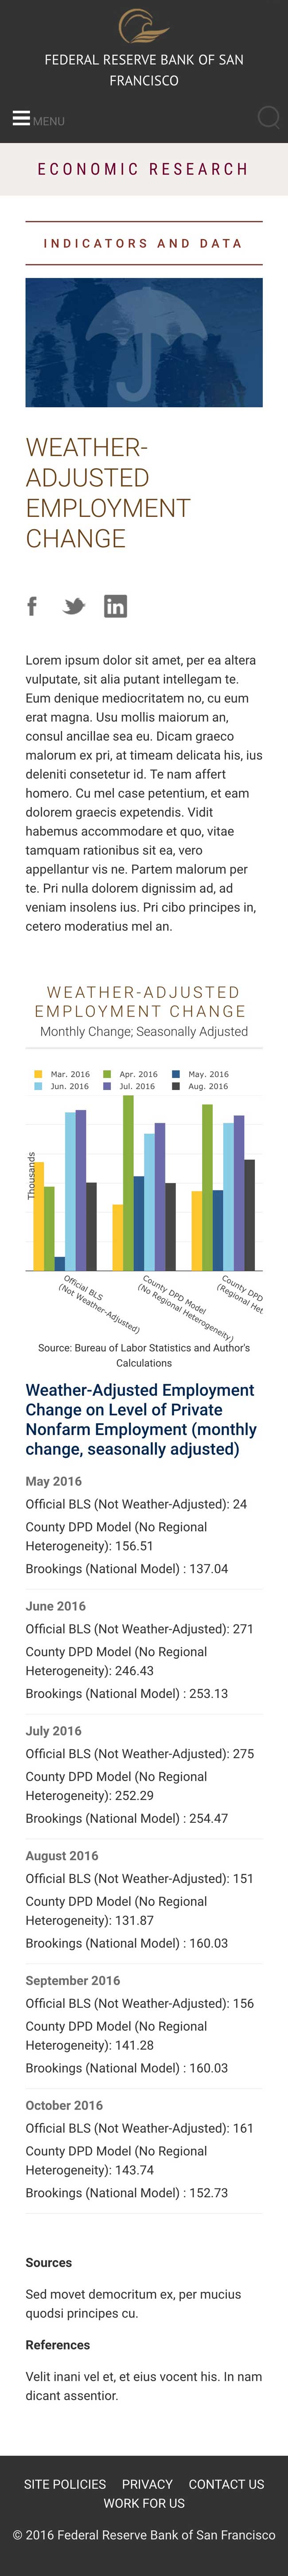 FEDERAL RESERVE BANK OF SAN
FRANCISCO
MENU
ECONOMIC RESEARCH
INDICATORS AND DATA
WEATHER-
ADJUSTED
EMPLOYMENT
CHANGE
Lorem ipsum dolor sit amet, per ea altera
vulputate, sit alia putant intellegam te.
Eum denique mediocritatem no, cu eum
erat magna. Usu mollis maiorum an,
consul ancillae sea eu. Dicam graeco
malorum ex pri, at timeam delicata his, ius
deleniti consetetur id. Te nam affert
homero. Cu mel case petentium, et eam
dolorem graecis expetendis. Vidit
habemus accommodare et quo, vitae
tamquam rationibus sit ea, vero
appellantur vis ne. Partem malorum per
te. Pri nulla dolorem dignissim ad, ad
veniam insolens ius. Pri cibo principes in,
cetero moderatius mel an.
WEATHER-ADJUSTED
EMPLOYMENT CHANGE
Monthly Change; Seasonally Adjusted
Mar. 2016 Apr. 2016 May. 2016
Jun. 2016 Jul. 2016 Aug. 2016
Thousands
Official BLS
(Not Weather-Adjusted)
County DPD Model
(No Regional Heterogeneity)
County DPD
(Regional Het
Source: Bureau of Labor Statistics and Author's
Calculations
Weather-Adjusted Employment
Change on Level of Private
Nonfarm Employment (monthly
change, seasonally adjusted)
May 2016
Official BLS (Not Weather-Adjusted): 24
County DPD Model (No Regional
Heterogeneity): 156.51
Brookings (National Model) : 137.04
June 2016
Official BLS (Not Weather-Adjusted): 271
County DPD Model (No Regional
Heterogeneity): 246.43
Brookings (National Model) : 253.13
July 2016
Official BLS (Not Weather-Adjusted): 275
County DPD Model (No Regional
Heterogeneity): 252.29
Brookings (National Model) : 254.47
August 2016
Official BLS (Not Weather-Adjusted): 151
County DPD Model (No Regional
Heterogeneity): 131.87
Brookings (National Model) : 160.03
September 2016
Official BLS (Not Weather-Adjusted): 156
County DPD Model (No Regional
Heterogeneity): 141.28
Brookings (National Model) : 160.03
October 2016
Official BLS (Not Weather-Adjusted): 161
County DPD Model (No Regional
Heterogeneity): 143.74
Brookings (National Model) : 152.73
Sources
Sed movet democritum ex, per mucius
quodsi principes cu.
References
Velit inani vel et, et eius vocent his. In nam
dicant assentior.
SITE POLICIES PRIVACY CONTACT US
WORK FOR US
© 2016 Federal Reserve Bank of San Francisco